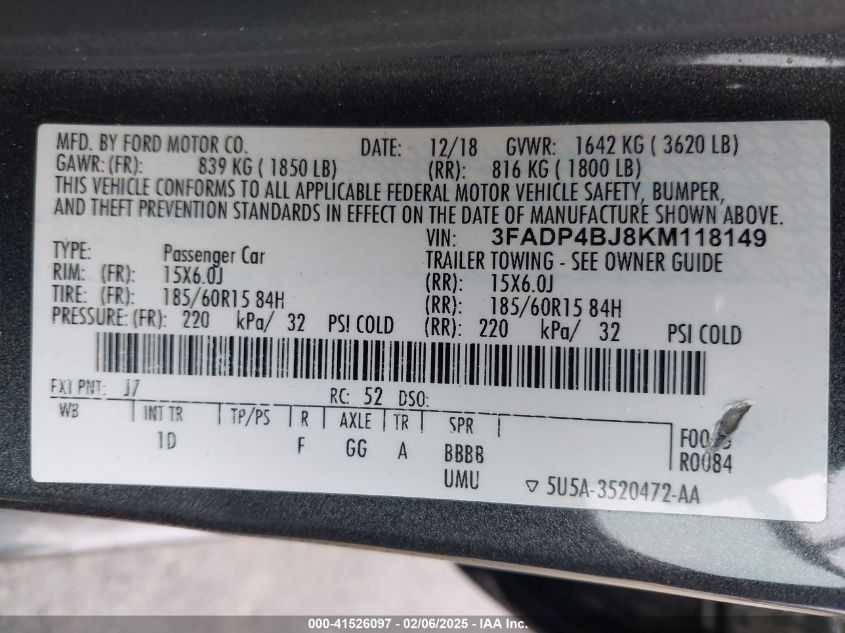 MFD. BY FORD MOTOR CO. DATE: 12/18 GVWR: 1642 KG ( 3620 LB)
GAWR: (FR): 839 KG ( 1850 LB) (RR): 816 KG ( 1800 LB)
THIS VEHICLE CONFORMS TO ALL APPLICABLE FEDERAL MOTOR VEHICLE SAFETY, BUMPER,
AND THEFT PREVENTION STANDARDS IN EFFECT ON THE DATE OF MANUFACTURE SHOWN ABOVE.
VIN: 3FADP4BJ8KM118149
TYPE: Passenger Car TRAILER TOWING - SEE OWNER GUIDE
RIM: (FR): 15X6.0J (RR): 15X6.0J
TIRE: (FR): 185/60R15 84H (RR): 185/60R15 84H
PRESSURE: (FR): 220 kPa/ 32 PSI COLD (RR): 220 kPa/ 32 PSI COLD
EXT PNT: J7 RC: 52 DSO:
WB INT TR TP/PS R AXLE TR SPR
1D F GG A BBBB
UMU
R0084
▽ 5U5A-3520472-AA
000-41526097 - 02/06/2025 - U.S. - IAAI.COM